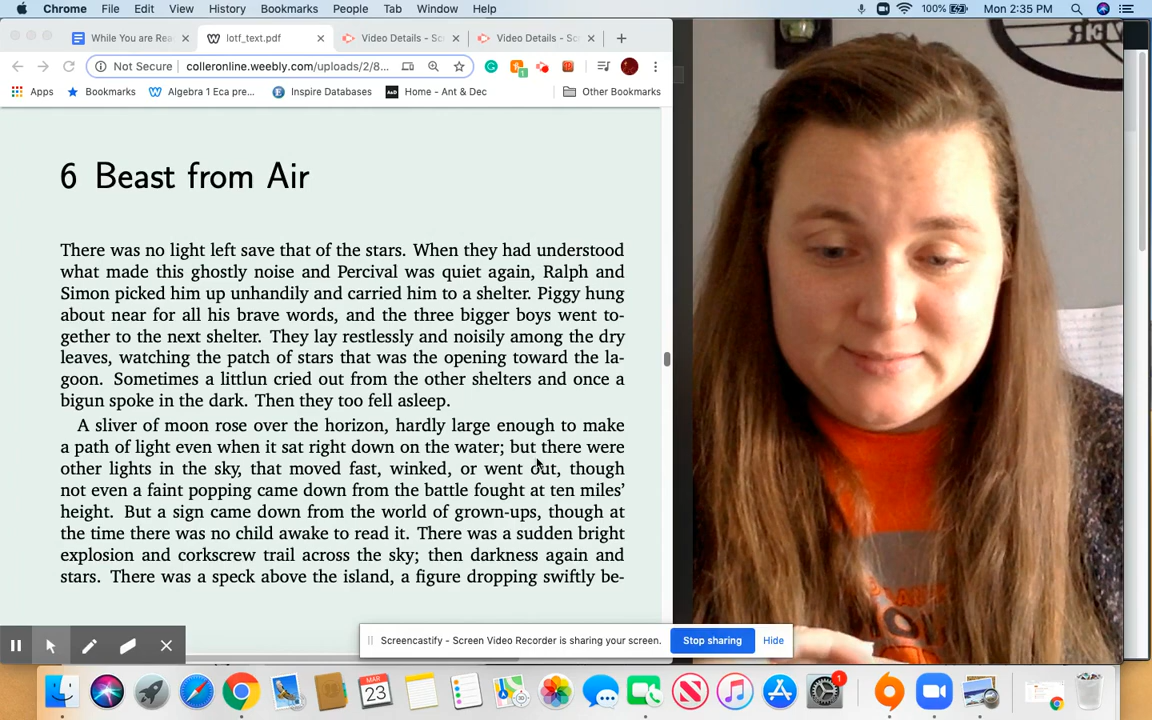 Chrome File Edit View History Bookmarks People Tab Window Help 100% Mon 2:35 PM
While You are Rea
lotf_text.pdf
Video Details - Scr
Video Details - Scr
Not Secure colleronline.weebly.com/uploads/2/8...
1
Apps Bookmarks Algebra 1 Eca pre... Inspire Databases A&D Home - Ant & Dec Other Bookmarks
6 Beast from Air
There was no light left save that of the stars. When they had understood
what made this ghostly noise and Percival was quiet again, Ralph and
Simon picked him up unhandily and carried him to a shelter. Piggy hung
about near for all his brave words, and the three bigger boys went to-
gether to the next shelter. They lay restlessly and noisily among the dry
leaves, watching the patch of stars that was the opening toward the la-
goon. Sometimes a littlun cried out from the other shelters and once a
bigun spoke in the dark. Then they too fell asleep.
A sliver of moon rose over the horizon, hardly large enough to make
a path of light even when it sat right down on the water; but there were
other lights in the sky, that moved fast, winked, or went out, though
not even a faint popping came down from the battle fought at ten miles’
height. But a sign came down from the world of grown-ups, though at
the time there was no child awake to read it. There was a sudden bright
explosion and corkscrew trail across the sky; then darkness again and
stars. There was a speck above the island, a figure dropping swiftly be-
Screencastify - Screen Video Recorder is sharing your screen. Stop sharing Hide
MAR
23
1